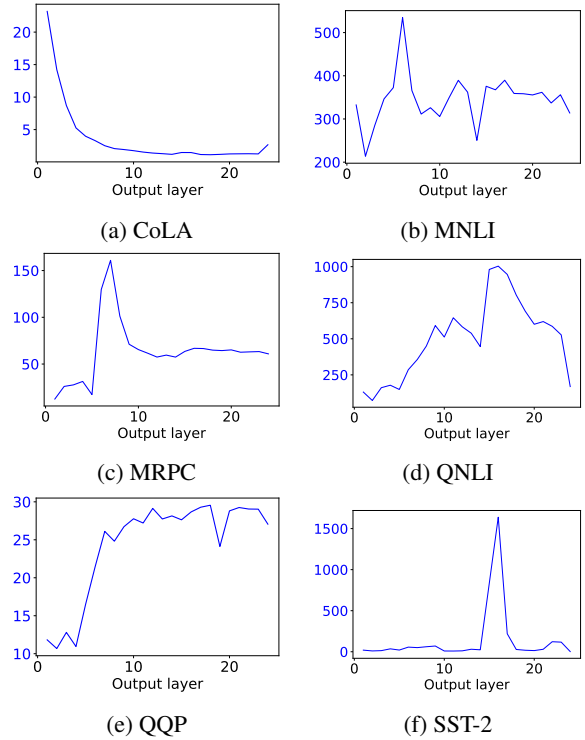 25
20
15
10
5
0 10 20
Output layer
(a) CoLA
500
400
300
200
0 10 20
Output layer
(b) MNLI
150
100
50
0 10 20
Output layer
(c) MRPC
1000
750
500
250
0 10 20
Output layer
(d) QNLI
30
25
20
15
10
0 10 20
Output layer
(e) QQP
1500
1000
500
0
0 10 20
Output layer
(f) SST-2